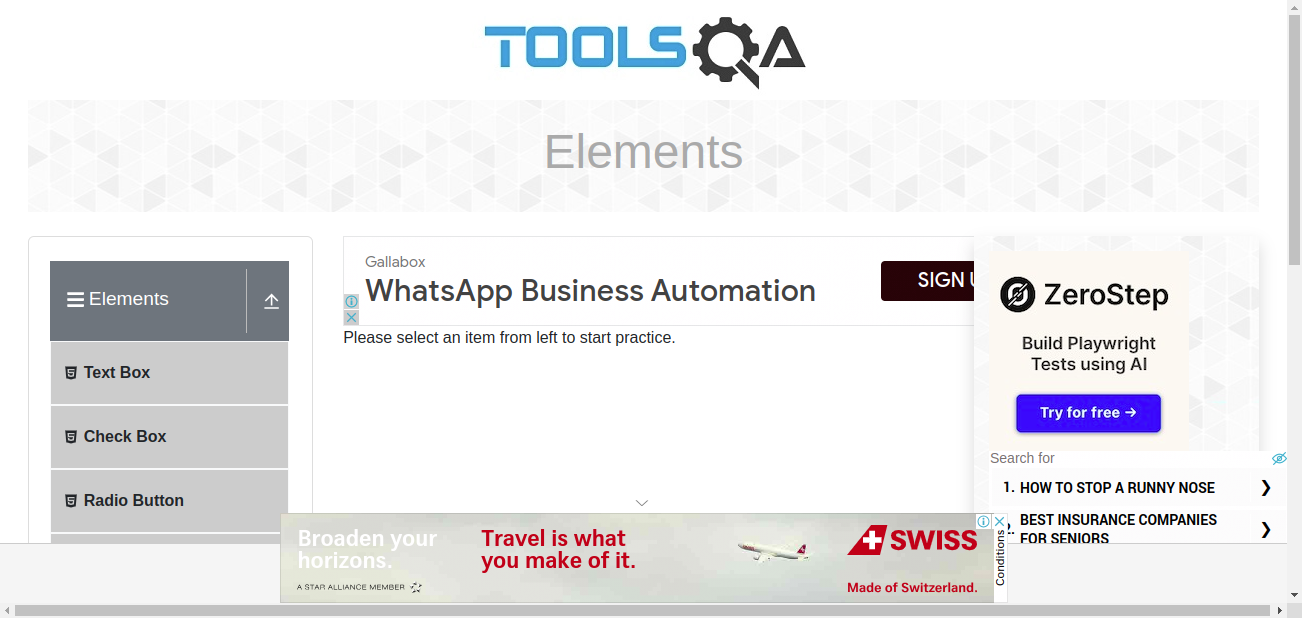 TOOLSQA
Elements
Elements
Text Box
Check Box
Radio Button
Gallabox
WhatsApp Business Automation
SIGN U
Please select an item from left to start practice.
ZeroStep
Build Playwright
Tests using AI
Try for free →
Search for
1. HOW TO STOP A RUNNY NOSE
2. BEST INSURANCE COMPANIES
FOR SENIORS
Broaden your
horizons.
A STAR ALLIANCE MEMBER
Travel is what
you make of it.
SWISS
Made of Switzerland.
Conditions